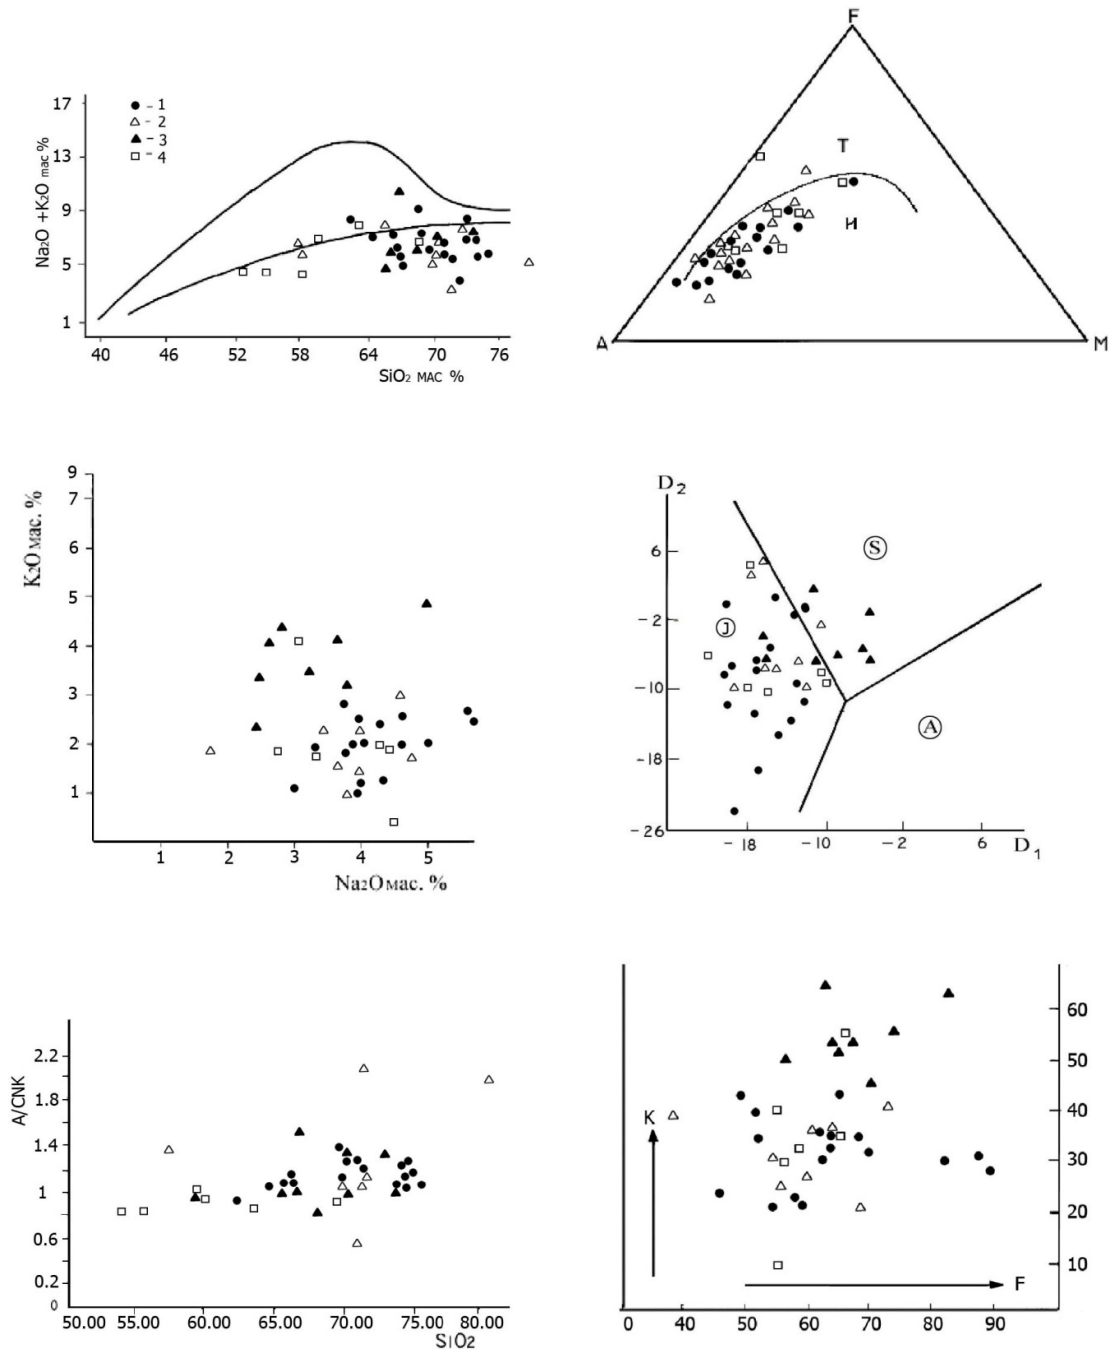 17
13
9
5
1
Na₂O + K₂O мас %
- 1
- 2
- 3
- 4
40 46 52 58 64 70 76
SiO₂ МАС %
F
T
И
A
M
9
7
6
5
4
3
2
1
K₂O мас. %
1 2 3 4 5
Na₂O мас. %
D₂
6
-2
-10
-18
-26
S
J
A
-18 -10 -2 6
D₁
2.2
1.8
1.4
1
0.6
0.2
0
A/CNK
50.00 55.00 60.00 65.00 70.00 75.00 80.00
SIO2
K
F
60
50
40
30
20
10
0 40 50 60 70 80 90